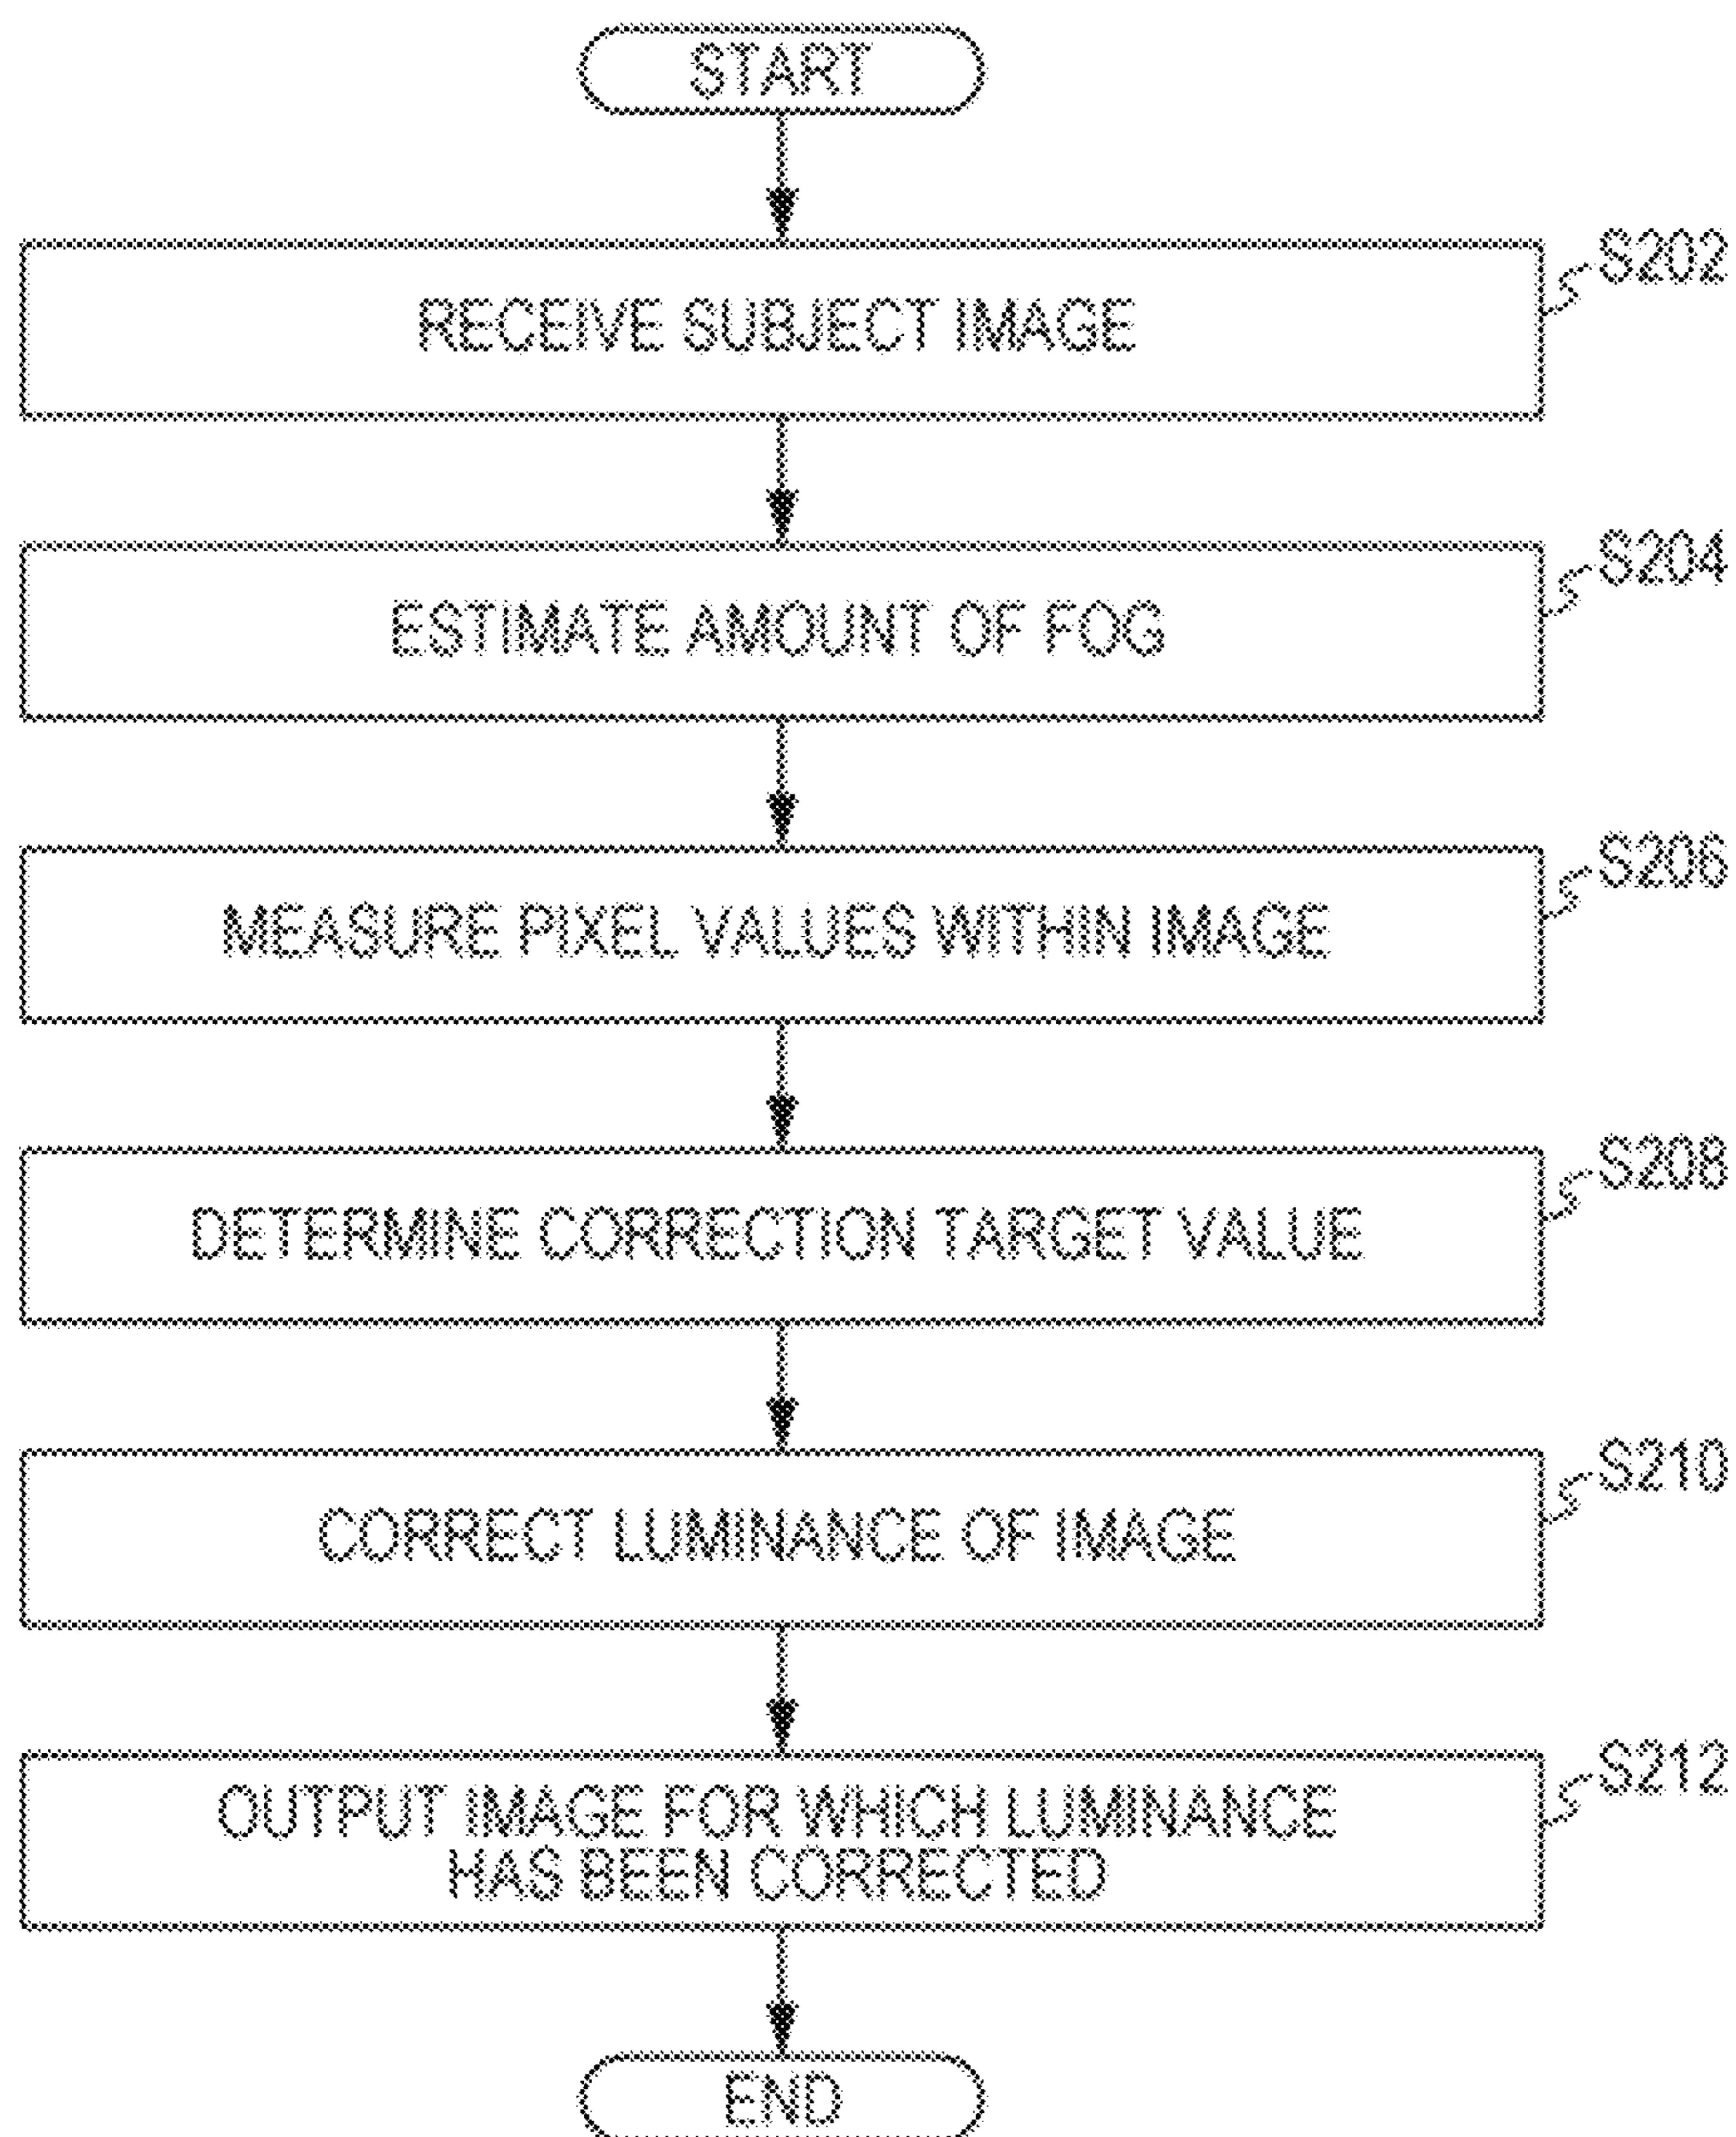 START
RECEIVE SUBJECT IMAGE
S202
ESTIMATE AMOUNT OF FOG
S204
MEASURE PIXEL VALUES WITHIN IMAGE
S206
DETERMINE CORRECTION TARGET VALUE
S208
CORRECT LUMINANCE OF IMAGE
S210
OUTPUT IMAGE FOR WHICH LUMINANCE
HAS BEEN CORRECTED
S212
END